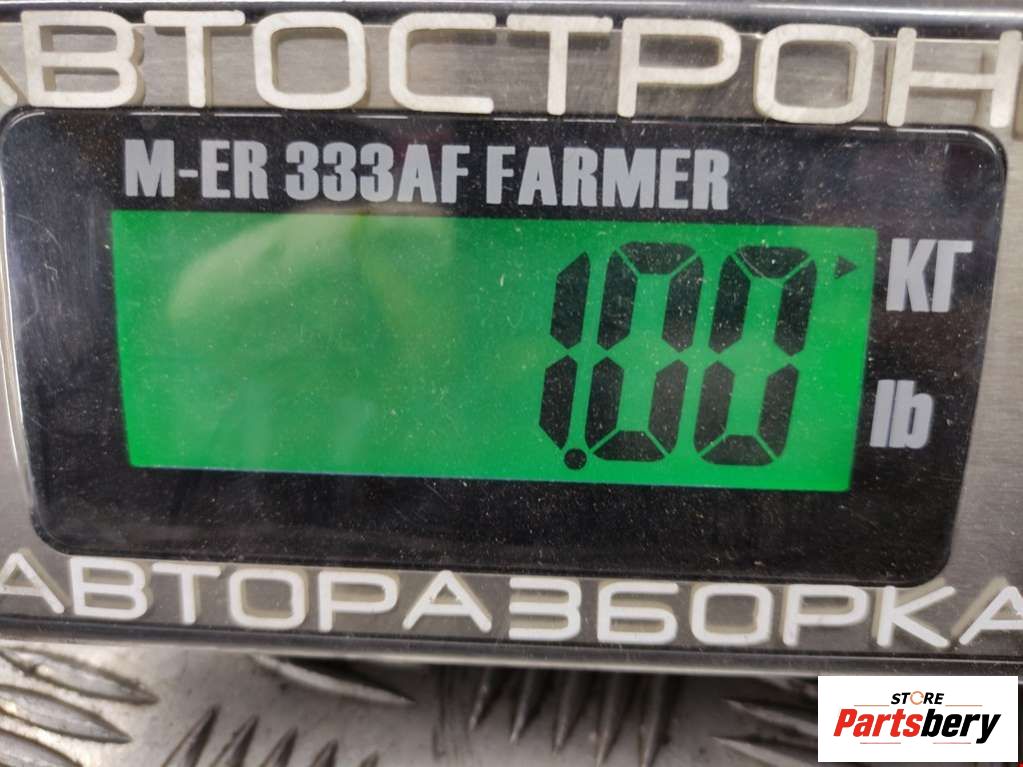 АВТОСТРОН
M-ER 333AF FARMER
1.00
КГ
lb
АВТОРАЗБОРКА
STORE
Partsbery